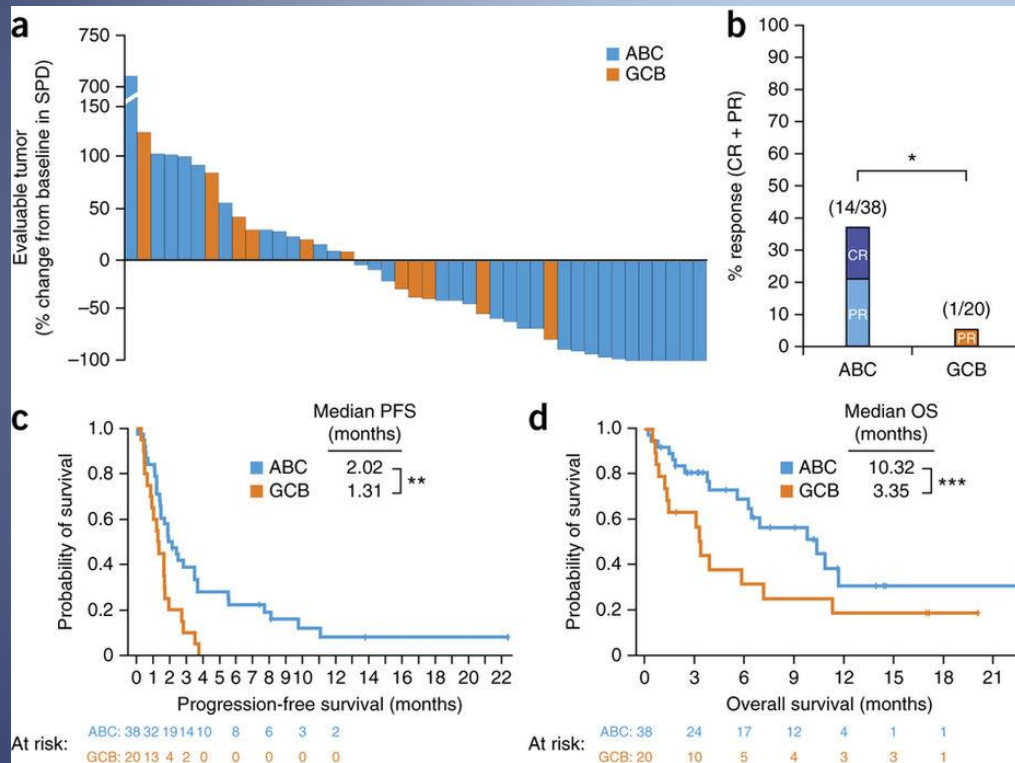 a
750
700
150
100
50
0
−50
−100
Evaluable tumor
(% change from baseline in SPD)
ABC
GCB
b
100
90
80
70
60
50
40
30
20
10
0
% response (CR + PR)
*
(14/38)
CR
PR
(1/20)
PR
ABC
GCB
c
Median PFS
(months)
ABC 2.02
GCB 1.31
**
1.0
0.8
0.6
0.4
0.2
0
Probability of survival
0 1 2 3 4 5 6 7 8 9 10 12 14 16 18 20 22
Progression-free survival (months)
At risk:
ABC: 38 32 19 14 10 8 6 3 2
GCB: 20 13 4 2 0 0 0 0 0
d
Median OS
(months)
ABC 10.32
GCB 3.35
***
1.0
0.8
0.6
0.4
0.2
0
Probability of survival
0 3 6 9 12 15 18 21
Overall survival (months)
At risk:
ABC: 38 24 17 12 4 1 1
GCB: 20 10 5 4 3 3 1